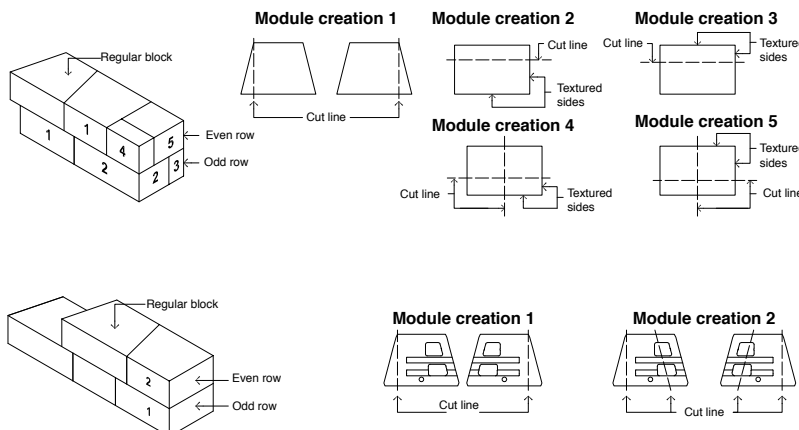 Module creation 1
Module creation 2
Module creation 3
Regular block
Cut line
Cut line
Textured
sides
Textured
sides
Cut line
1
1
4
5
Even row
1
2
2
3
Odd row
Module creation 4
Module creation 5
Cut line
Textured
sides
Textured
sides
Cut line
Regular block
Module creation 1
Module creation 2
2
Even row
1
Odd row
Cut line
Cut line